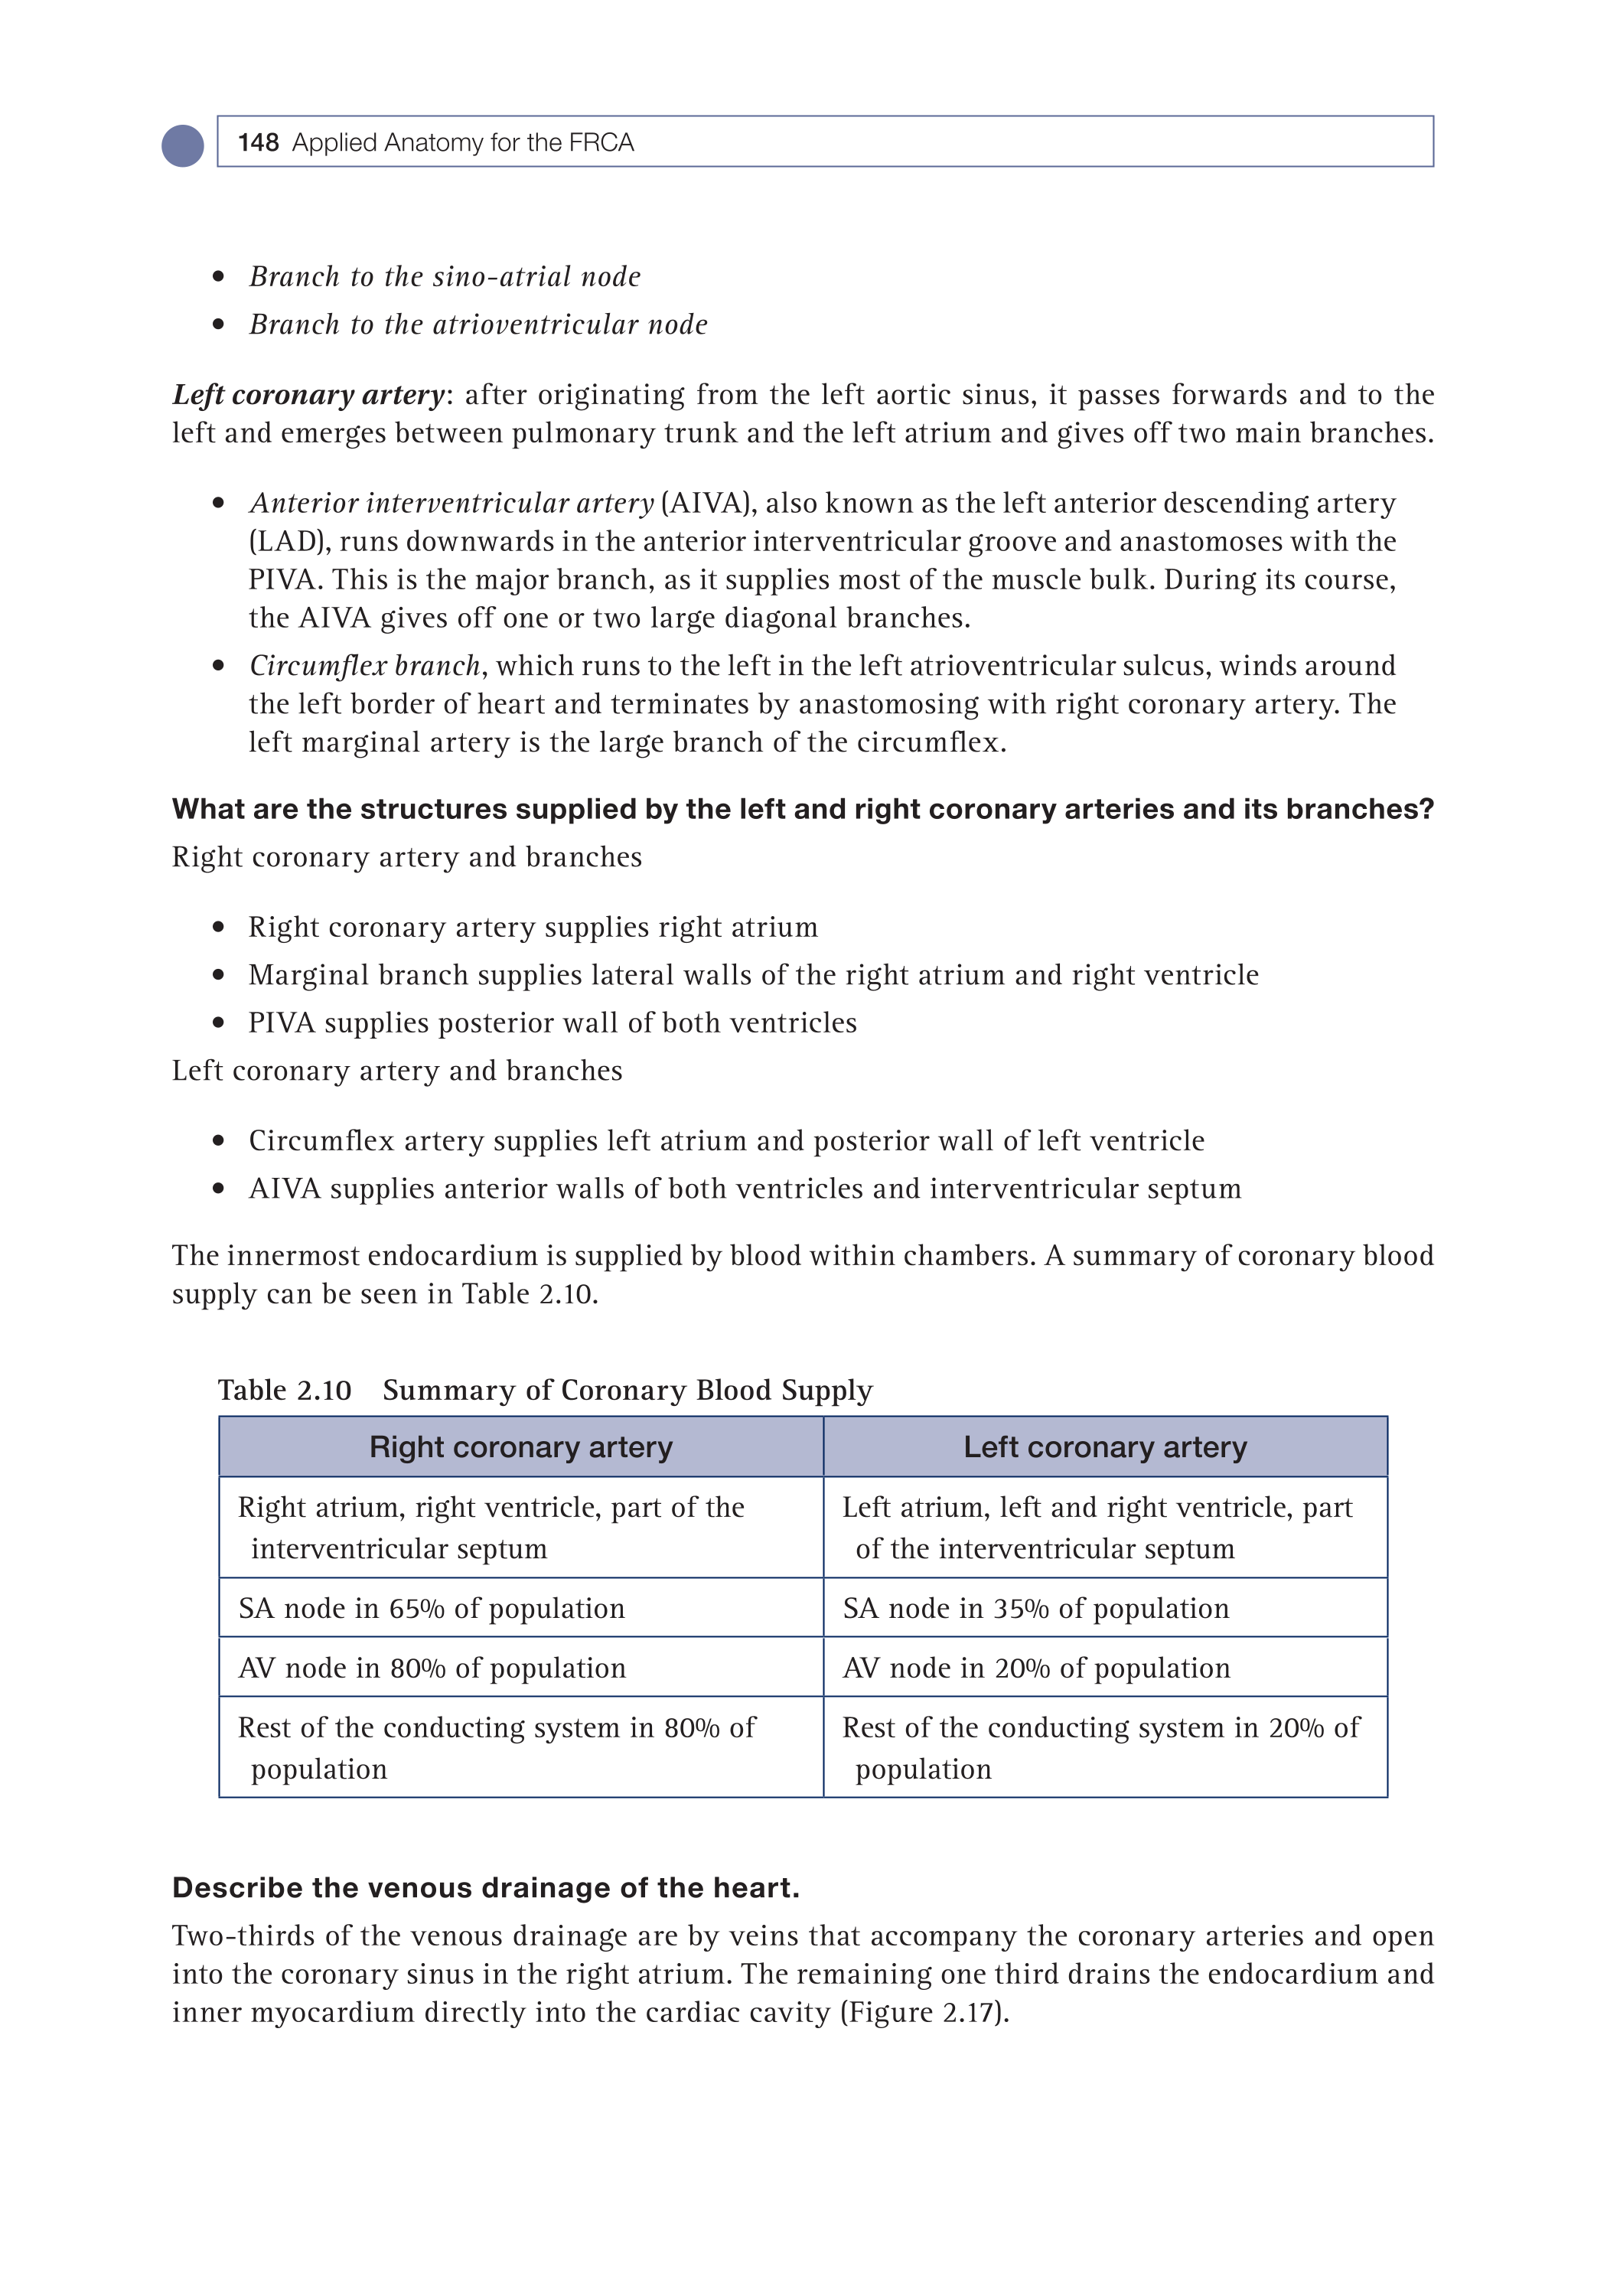 148 Applied Anatomy for the FRCA
• Branch to the sino-atrial node
• Branch to the atrioventricular node
Left coronary artery: after originating from the left aortic sinus, it passes forwards and to the
left and emerges between pulmonary trunk and the left atrium and gives off two main branches.
• Anterior interventricular artery (AIVA), also known as the left anterior descending artery
(LAD), runs downwards in the anterior interventricular groove and anastomoses with the
PIVA. This is the major branch, as it supplies most of the muscle bulk. During its course,
the AIVA gives off one or two large diagonal branches.
• Circumflex branch, which runs to the left in the left atrioventricular sulcus, winds around
the left border of heart and terminates by anastomosing with right coronary artery. The
left marginal artery is the large branch of the circumflex.
What are the structures supplied by the left and right coronary arteries and its branches?
Right coronary artery and branches
• Right coronary artery supplies right atrium
• Marginal branch supplies lateral walls of the right atrium and right ventricle
• PIVA supplies posterior wall of both ventricles
Left coronary artery and branches
• Circumflex artery supplies left atrium and posterior wall of left ventricle
• AIVA supplies anterior walls of both ventricles and interventricular septum
The innermost endocardium is supplied by blood within chambers. A summary of coronary blood
supply can be seen in Table 2.10.
Table 2.10 Summary of Coronary Blood Supply
Right coronary artery Left coronary artery
Right atrium, right ventricle, part of the Left atrium, left and right ventricle, part
interventricular septum of the interventricular septum
SA node in 65% of population SA node in 35% of population
AV node in 80% of population AV node in 20% of population
Rest of the conducting system in 80% of Rest of the conducting system in 20% of
population population
Describe the venous drainage of the heart.
Two-thirds of the venous drainage are by veins that accompany the coronary arteries and open
into the coronary sinus in the right atrium. The remaining one third drains the endocardium and
inner myocardium directly into the cardiac cavity (Figure 2.17).